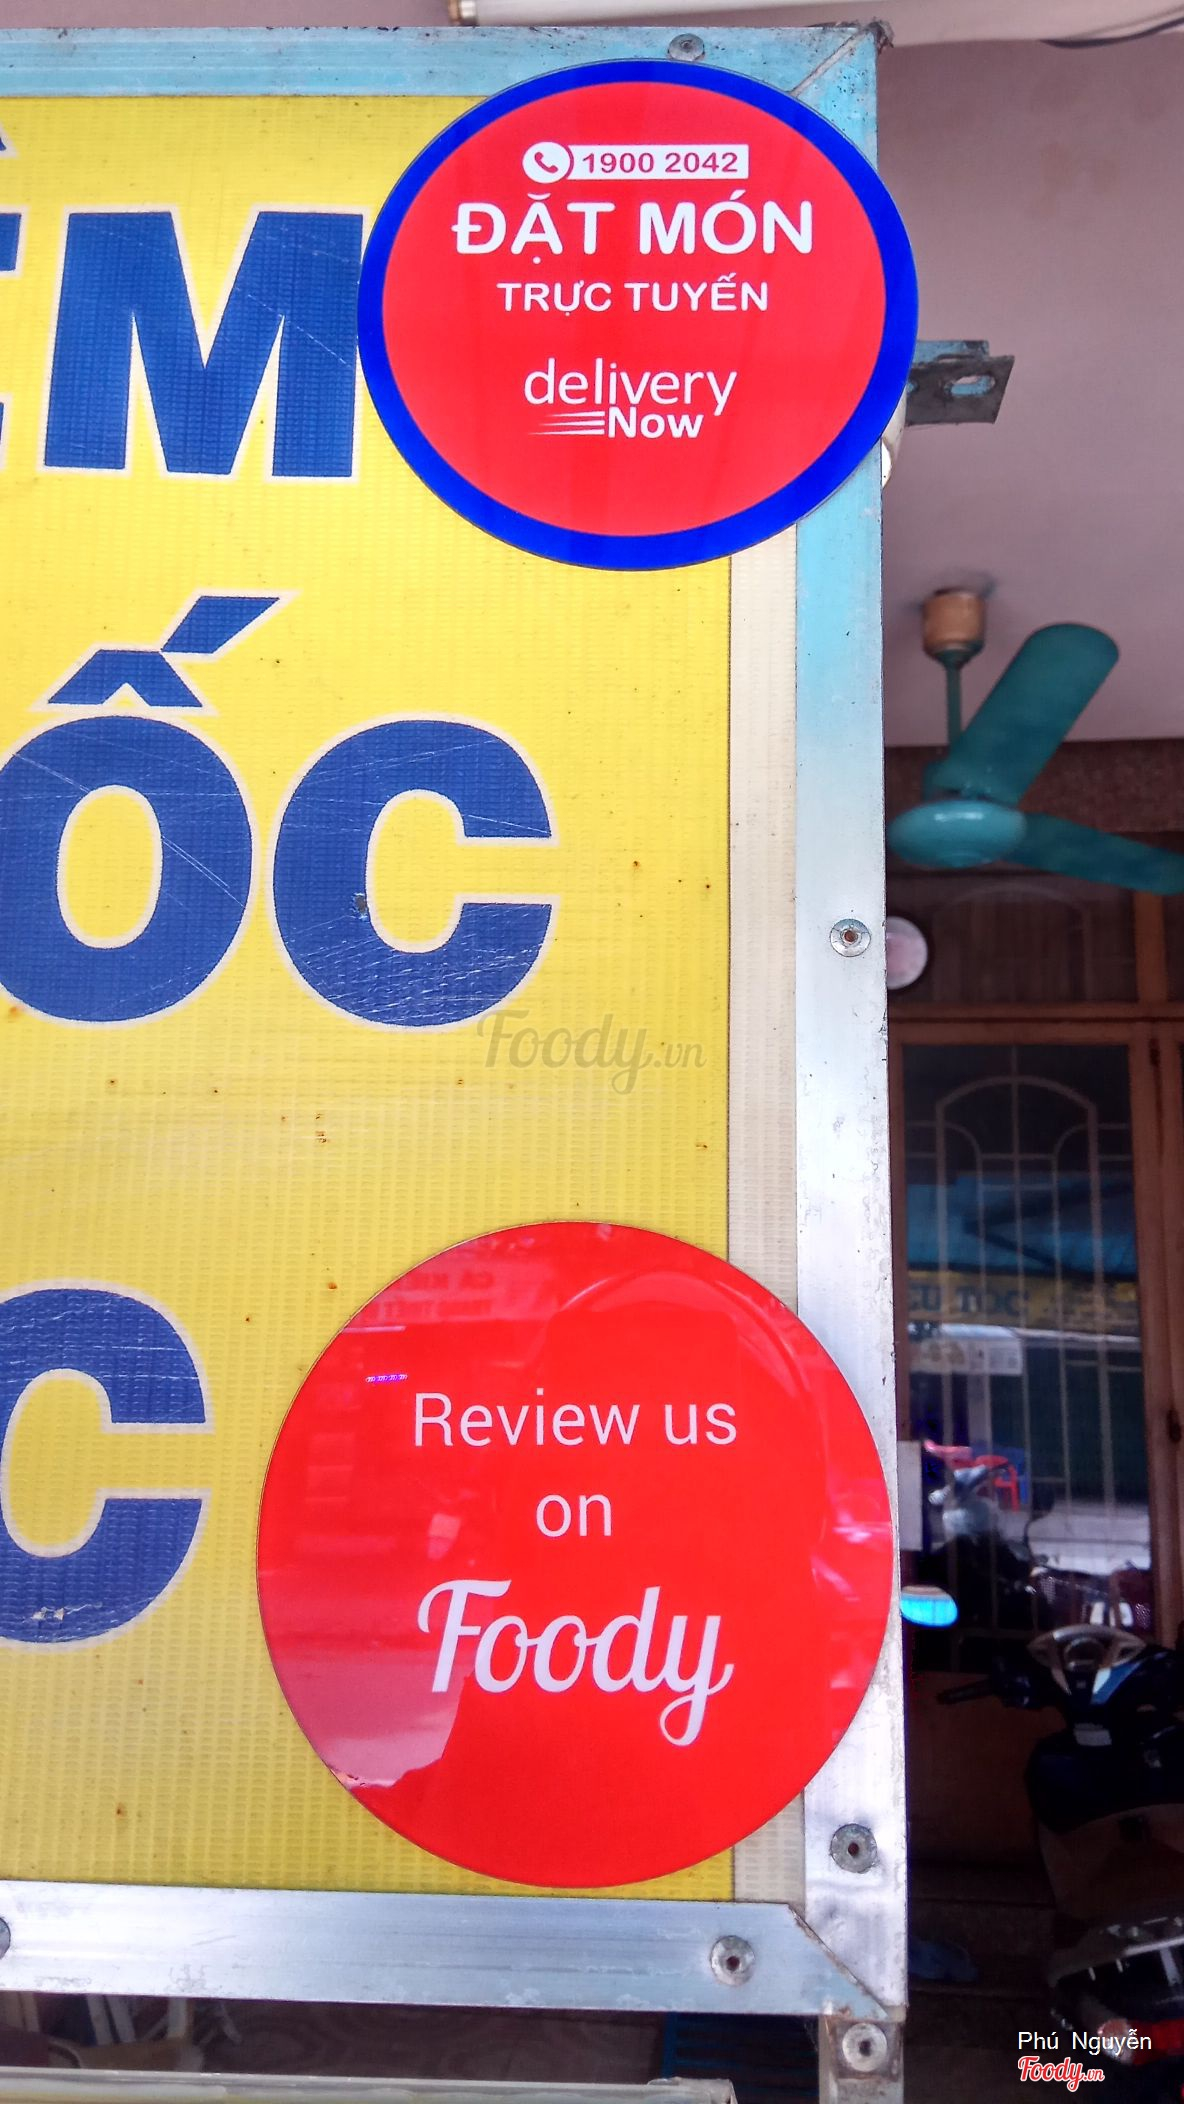 1900 2042
ĐẶT MÓN
TRỰC TUYẾN
delivery
Now
ỐC
C
Foody.vn
Review us
on
Foody
Phú Nguyễn
Foody.vn